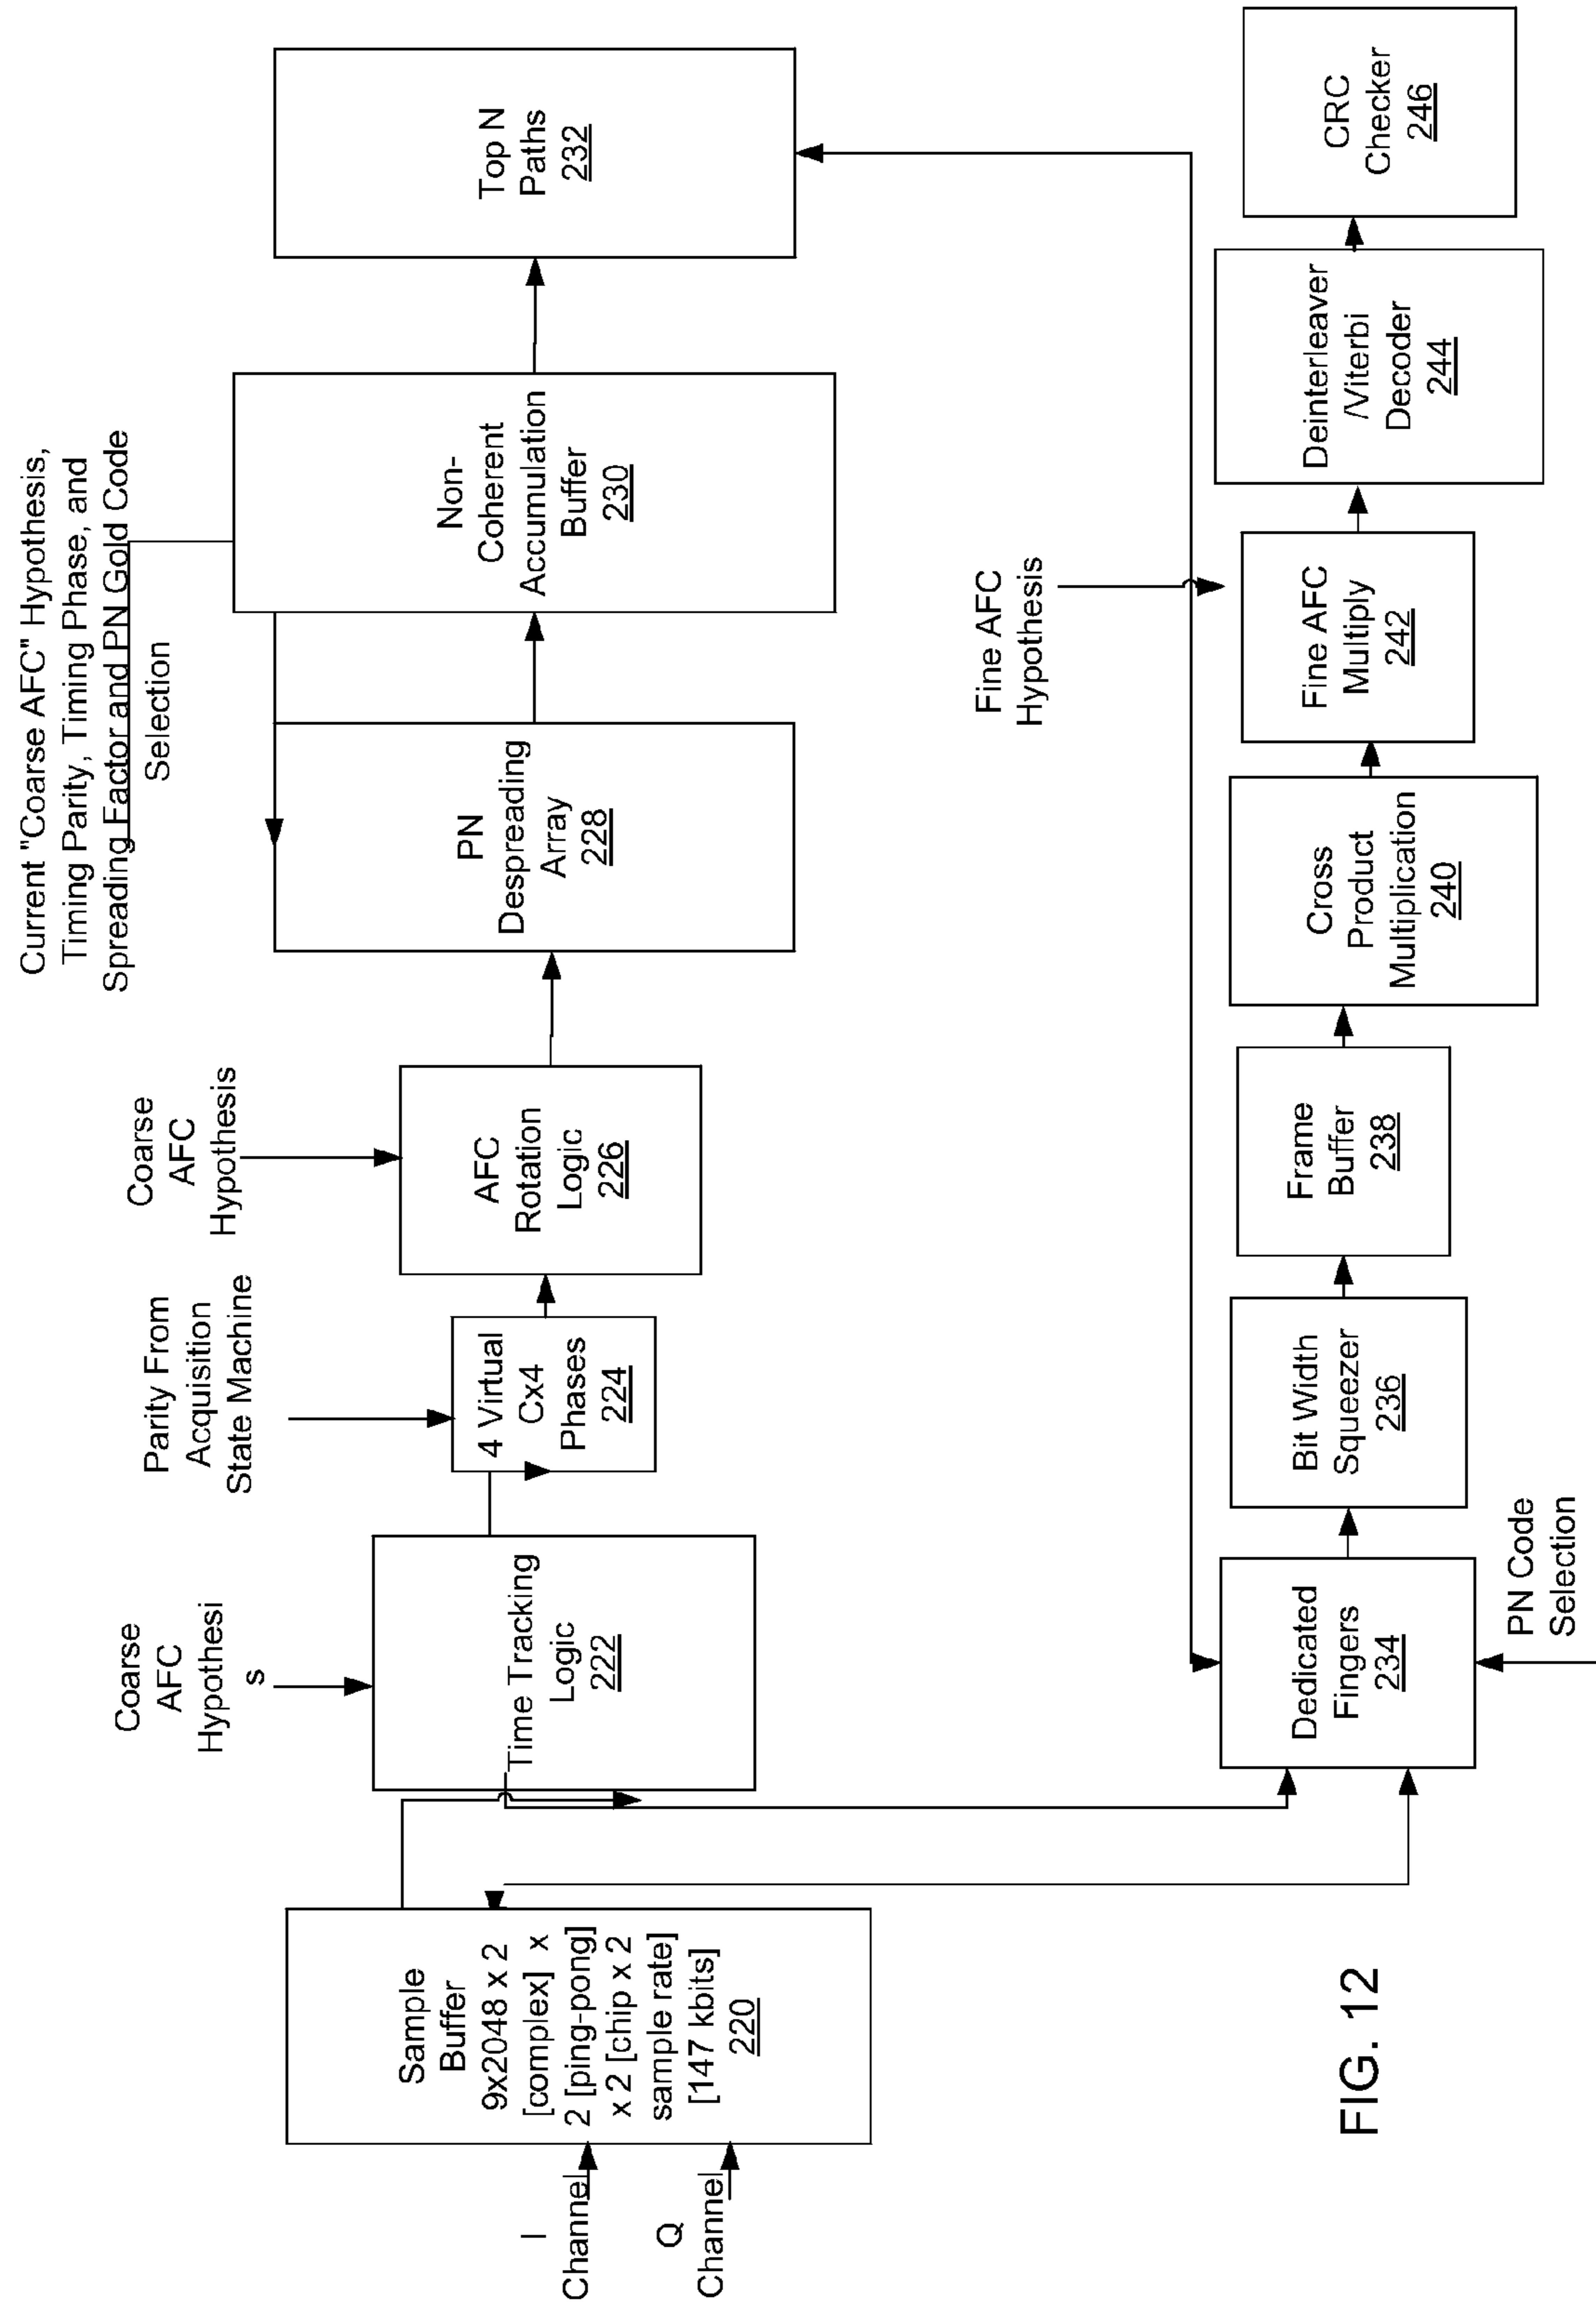 Current "Coarse AFC" Hypothesis,
Timing Parity, Timing Phase, and
Spreading Factor and PN Gold Code
Selection
Coarse
AFC
Hypothesi
s
Parity From
Acquisition
State Machine
Coarse
AFC
Hypothesis
I
Channel
Q
Channel
Sample
Buffer
9x2048 x 2
[complex] x
2 [ping-pong]
x 2 [chip x 2
sample rate]
[147 kbits]
220
Time Tracking
Logic
222
4 Virtual
Cx4
Phases
224
AFC
Rotation
Logic
226
PN
Despreading
Array
228
Non-
Coherent
Accumulation
Buffer
230
Top N
Paths
232
Fine AFC
Hypothesis
Dedicated
Fingers
234
PN Code
Selection
Bit Width
Squeezer
236
Frame
Buffer
238
Cross
Product
Multiplication
240
Fine AFC
Multiply
242
Deinterleaver
/Viterbi
Decoder
244
CRC
Checker
246
FIG. 12